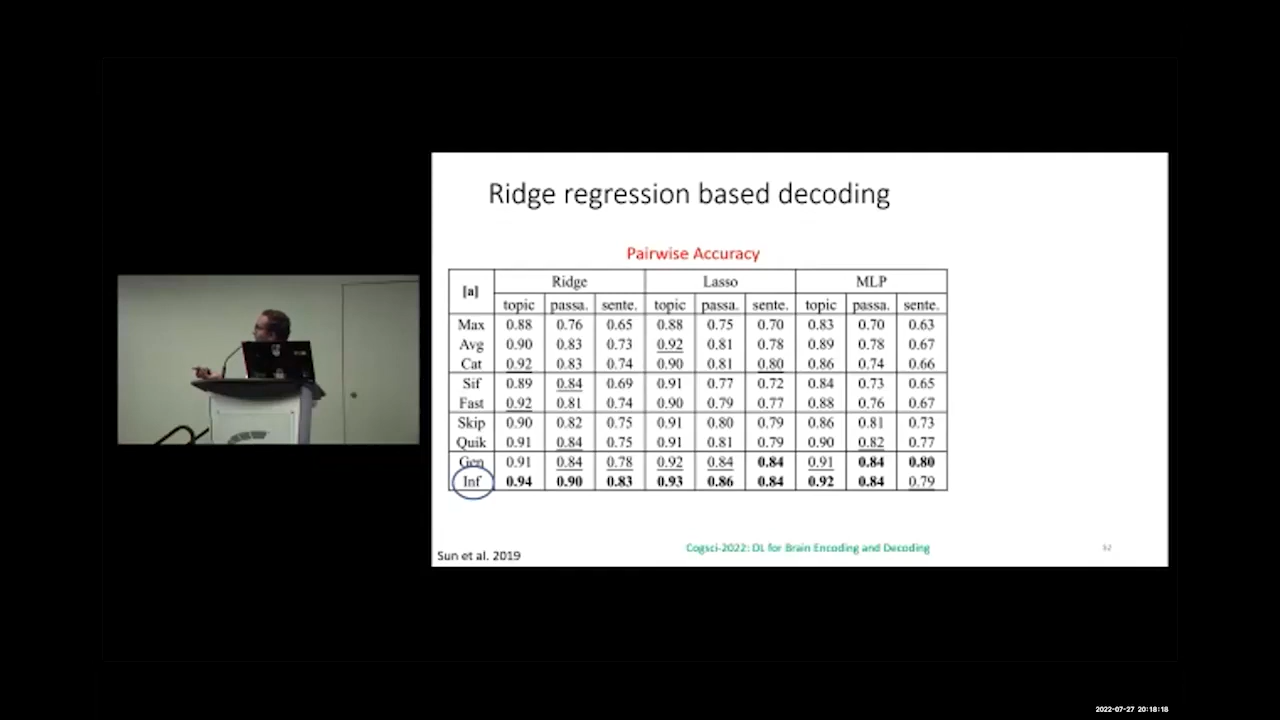 Ridge regression based decoding
Pairwise Accuracy
[a] Ridge Lasso MLP
topic passa. sente. topic passa. sente. topic passa. sente.
Max 0.88 0.76 0.65 0.88 0.75 0.70 0.83 0.70 0.63
Avg 0.90 0.83 0.73 0.92 0.81 0.78 0.89 0.78 0.67
Cat 0.92 0.83 0.74 0.90 0.81 0.80 0.86 0.74 0.66
Sif 0.89 0.84 0.69 0.91 0.77 0.72 0.84 0.73 0.65
Fast 0.92 0.81 0.74 0.90 0.79 0.77 0.88 0.76 0.67
Skip 0.90 0.82 0.75 0.91 0.80 0.79 0.86 0.81 0.73
Quik 0.91 0.84 0.75 0.91 0.81 0.79 0.90 0.82 0.77
Gen 0.91 0.84 0.78 0.92 0.84 0.84 0.91 0.84 0.80
Inf 0.94 0.90 0.83 0.93 0.86 0.84 0.92 0.84 0.79
Sun et al. 2019
Cogsci-2022: DL for Brain Encoding and Decoding
2022-07-27 20:18:18